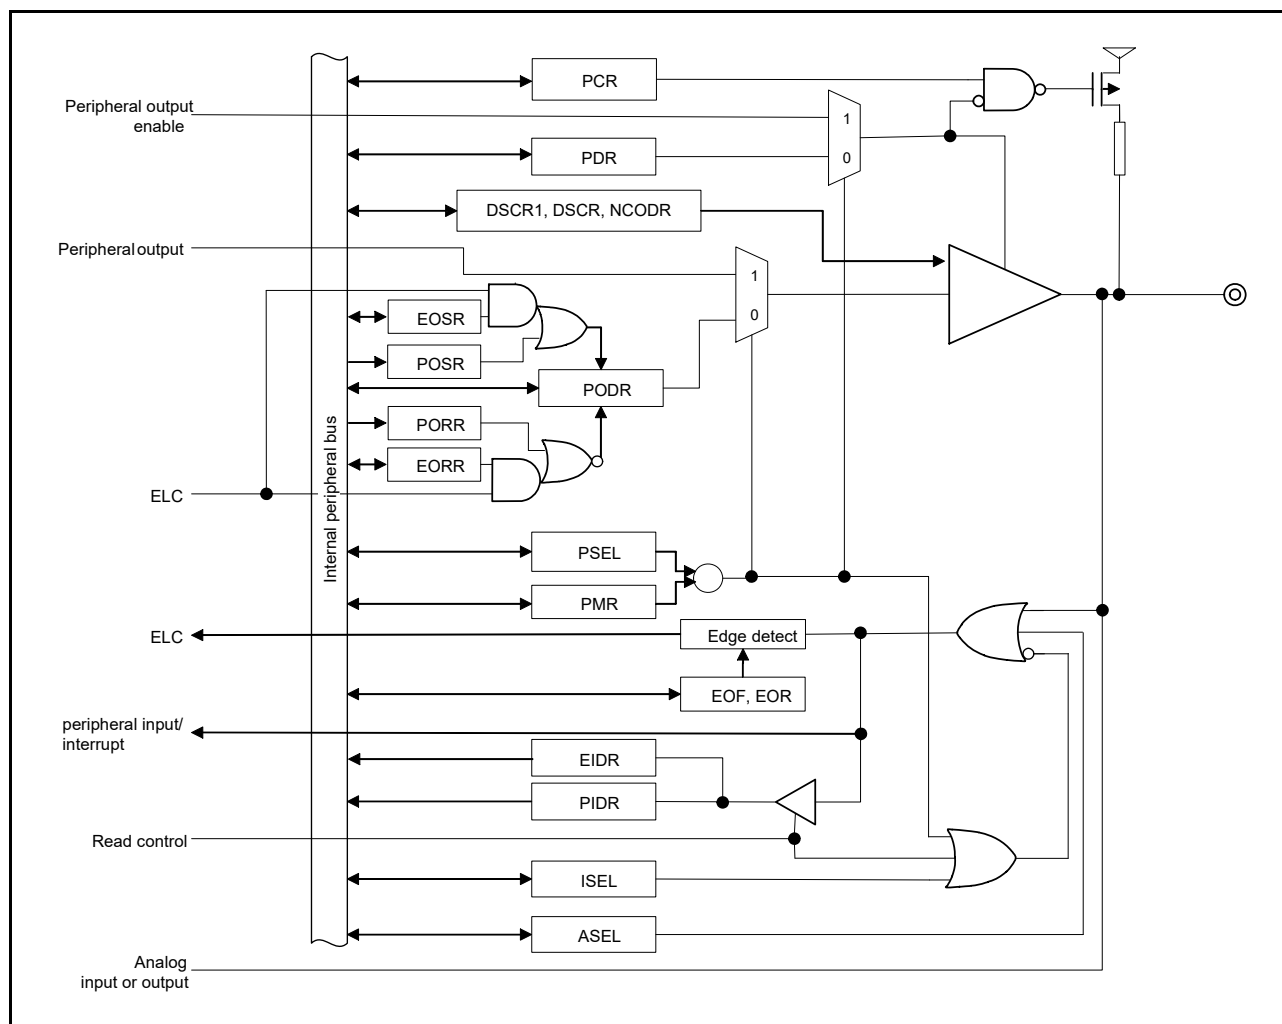 PCR
Peripheral output
enable
1
PDR
0
DSCR1, DSCR, NCODR
Peripheral output
1
EOSR
0
POSR
PODR
PORR
EORR
ELC
Internal peripheral bus
PSEL
PMR
ELC
Edge detect
EOF, EOR
peripheral input/
interrupt
EIDR
PIDR
Read control
ISEL
ASEL
Analog
input or output